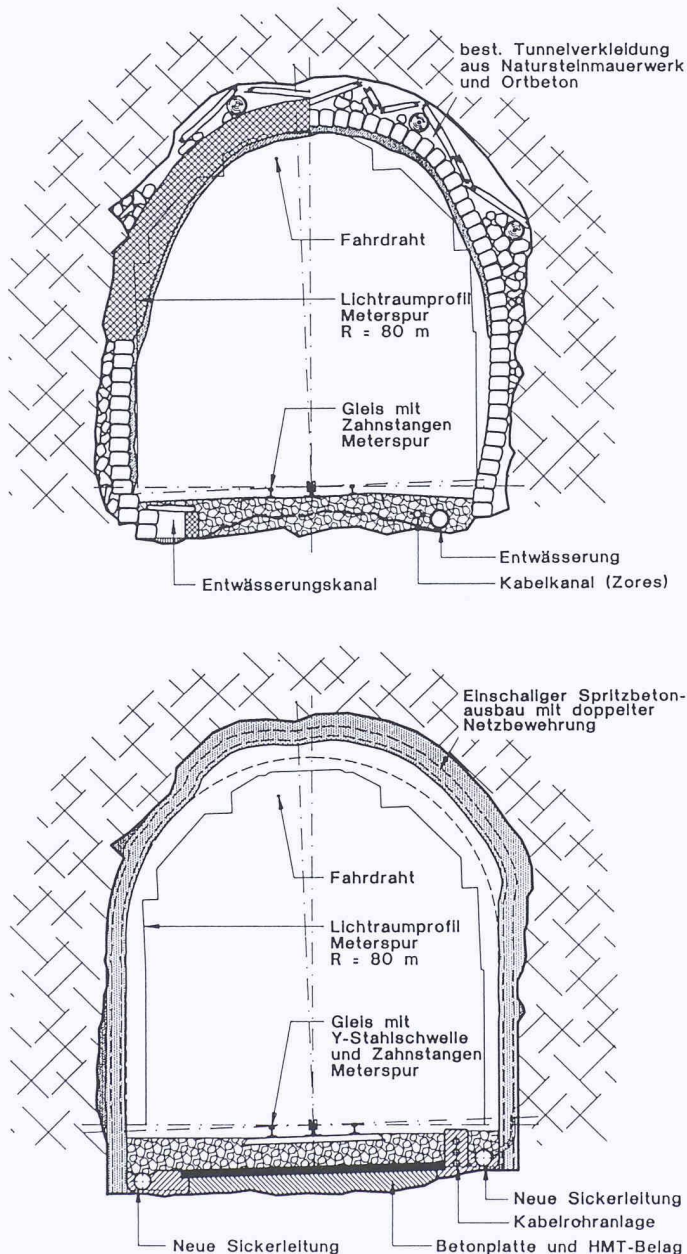 best. Tunnelverkleidung
aus Natursteinmauerwerk
und Ortbeton
Fahrdraht
Lichtraumprofil
Meterspur
R = 80 m
Gleis mit
Zahnstangen
Meterspur
Entwässerung
Entwässerungskanal
Kabelkanal (Zores)
Einschaliger Spritzbeton-
ausbau mit doppelter
Netzbewehrung
Fahrdraht
Lichtraumprofil
Meterspur
R = 80 m
Gleis mit
Y-Stahlschwelle
und Zahnstangen
Meterspur
Neue Sickerleitung
Kabelrohranlage
Neue Sickerleitung
Betonplatte und HMT-Belag